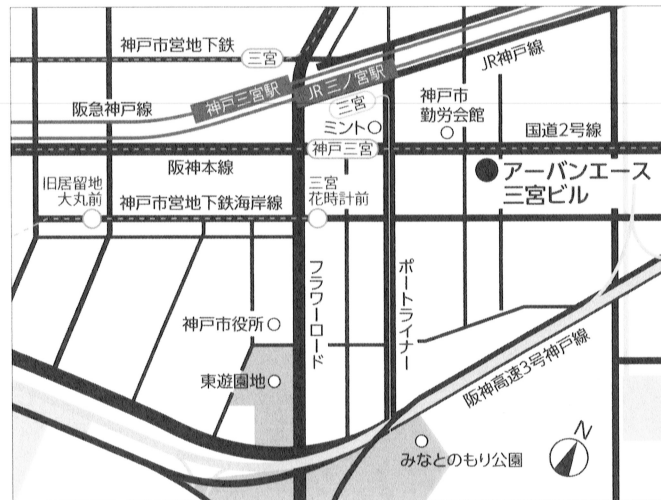 神戸市営地下鉄
三宮
JR神戸線
神戸三宮駅
JR 三ノ宮駅
阪急神戸線
三宮
ミント
神戸市
勤労会館
国道2号線
神戸三宮
阪神本線
アーバンエース
三宮ビル
旧居留地
大丸前
神戸市営地下鉄海岸線
三宮
花時計前
フラワーロード
ポートライナー
神戸市役所
東遊園地
阪神高速3号神戸線
みなとのもり公園
N